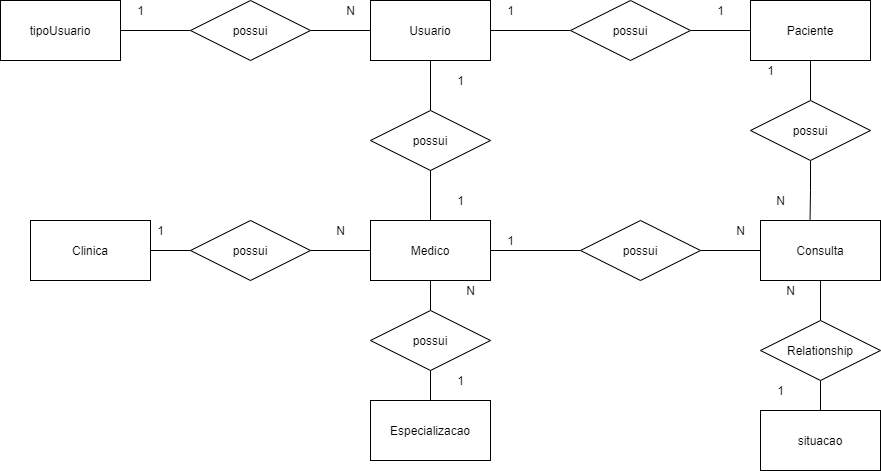 1
N
1
1
tipoUsuario
possui
Usuario
possui
Paciente
1
1
possui
possui
1
N
Clinica
1
possui
N
Medico
1
possui
N
Consulta
N
N
possui
Relationship
1
1
Especializacao
situacao